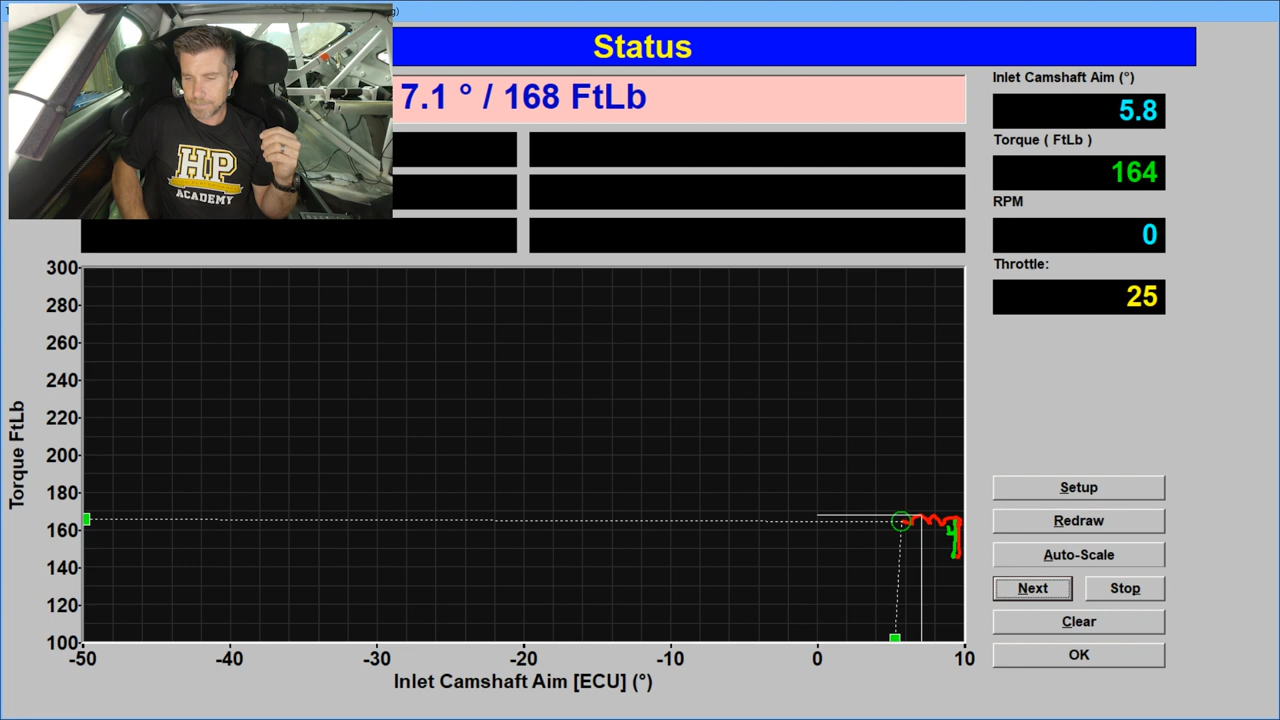 Status
7.1 ° / 168 FtLb
HP
ACADEMY
Inlet Camshaft Aim (°)
5.8
Torque ( FtLb )
164
RPM
0
Throttle:
25
300
280
260
240
220
200
180
160
140
120
100
Torque FtLb
-50
-40
-30
-20
-10
0
10
Inlet Camshaft Aim [ECU] (°)
Setup
Redraw
Auto-Scale
Next
Stop
Clear
OK